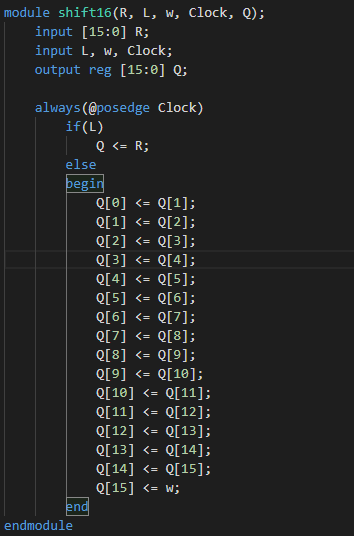 module shift16(R, L, w, Clock, Q);
    input [15:0] R;
    input L, w, Clock;
    output reg [15:0] Q;

    always(@posedge Clock)
        if(L)
            Q <= R;
        else
        begin
            Q[0] <= Q[1];
            Q[1] <= Q[2];
            Q[2] <= Q[3];
            Q[3] <= Q[4];
            Q[4] <= Q[5];
            Q[5] <= Q[6];
            Q[6] <= Q[7];
            Q[7] <= Q[8];
            Q[8] <= Q[9];
            Q[9] <= Q[10];
            Q[10] <= Q[11];
            Q[11] <= Q[12];
            Q[12] <= Q[13];
            Q[13] <= Q[14];
            Q[14] <= Q[15];
            Q[15] <= w;
        end
endmodule